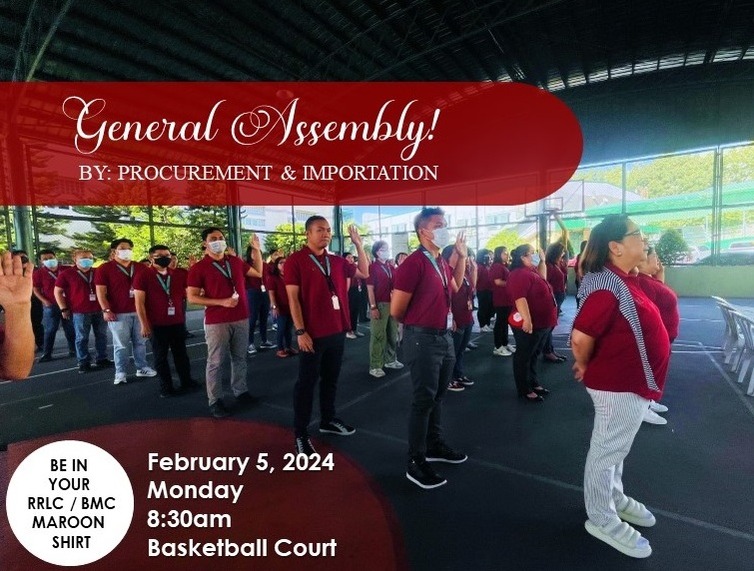 General Assembly!
BY: PROCUREMENT & IMPORTATION
BE IN
YOUR
RRLC / BMC
MAROON
SHIRT
February 5, 2024
Monday
8:30am
Basketball Court